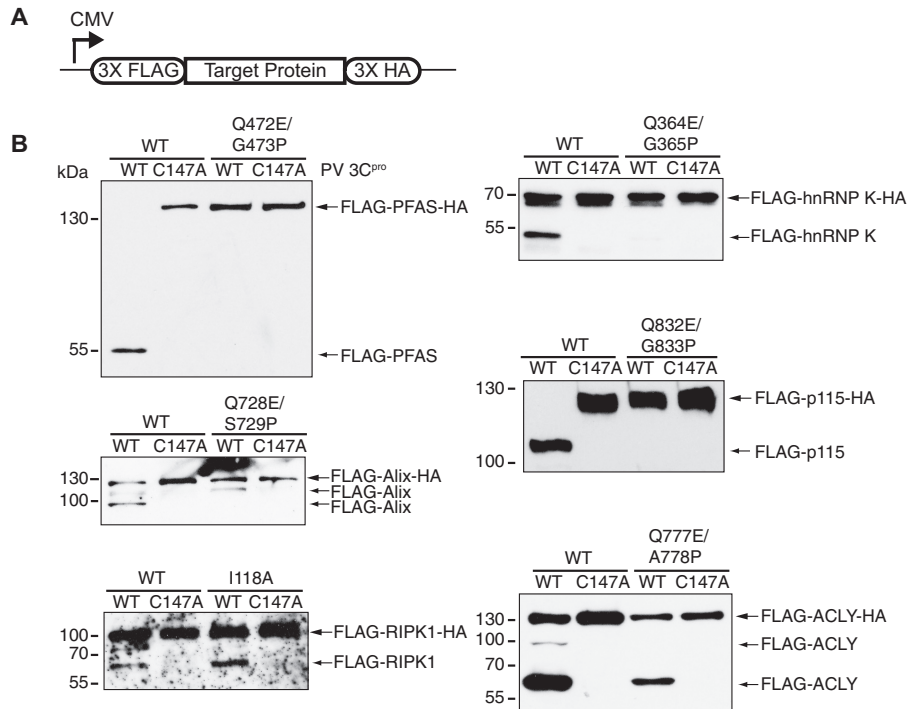 A
CMV
3X FLAG Target Protein 3X HA
B
Q472E/
G473P
WT
kDa
WT C147A WT C147A PV 3Cpro
130
FLAG-PFAS-HA
55
FLAG-PFAS
Q728E/
S729P
WT
WT C147A WT C147A
130
100
FLAG-Alix-HA
FLAG-Alix
FLAG-Alix
WT I118A
WT C147A WT C147A
100
70
55
FLAG-RIPK1-HA
FLAG-RIPK1
Q364E/
G365P
WT
WT C147A WT C147A
70
55
FLAG-hnRNP K-HA
FLAG-hnRNP K
Q832E/
G833P
WT
WT C147A WT C147A
130
100
FLAG-p115-HA
FLAG-p115
Q777E/
A778P
WT
WT C147A WT C147A
130
100
70
55
FLAG-ACLY-HA
FLAG-ACLY
FLAG-ACLY